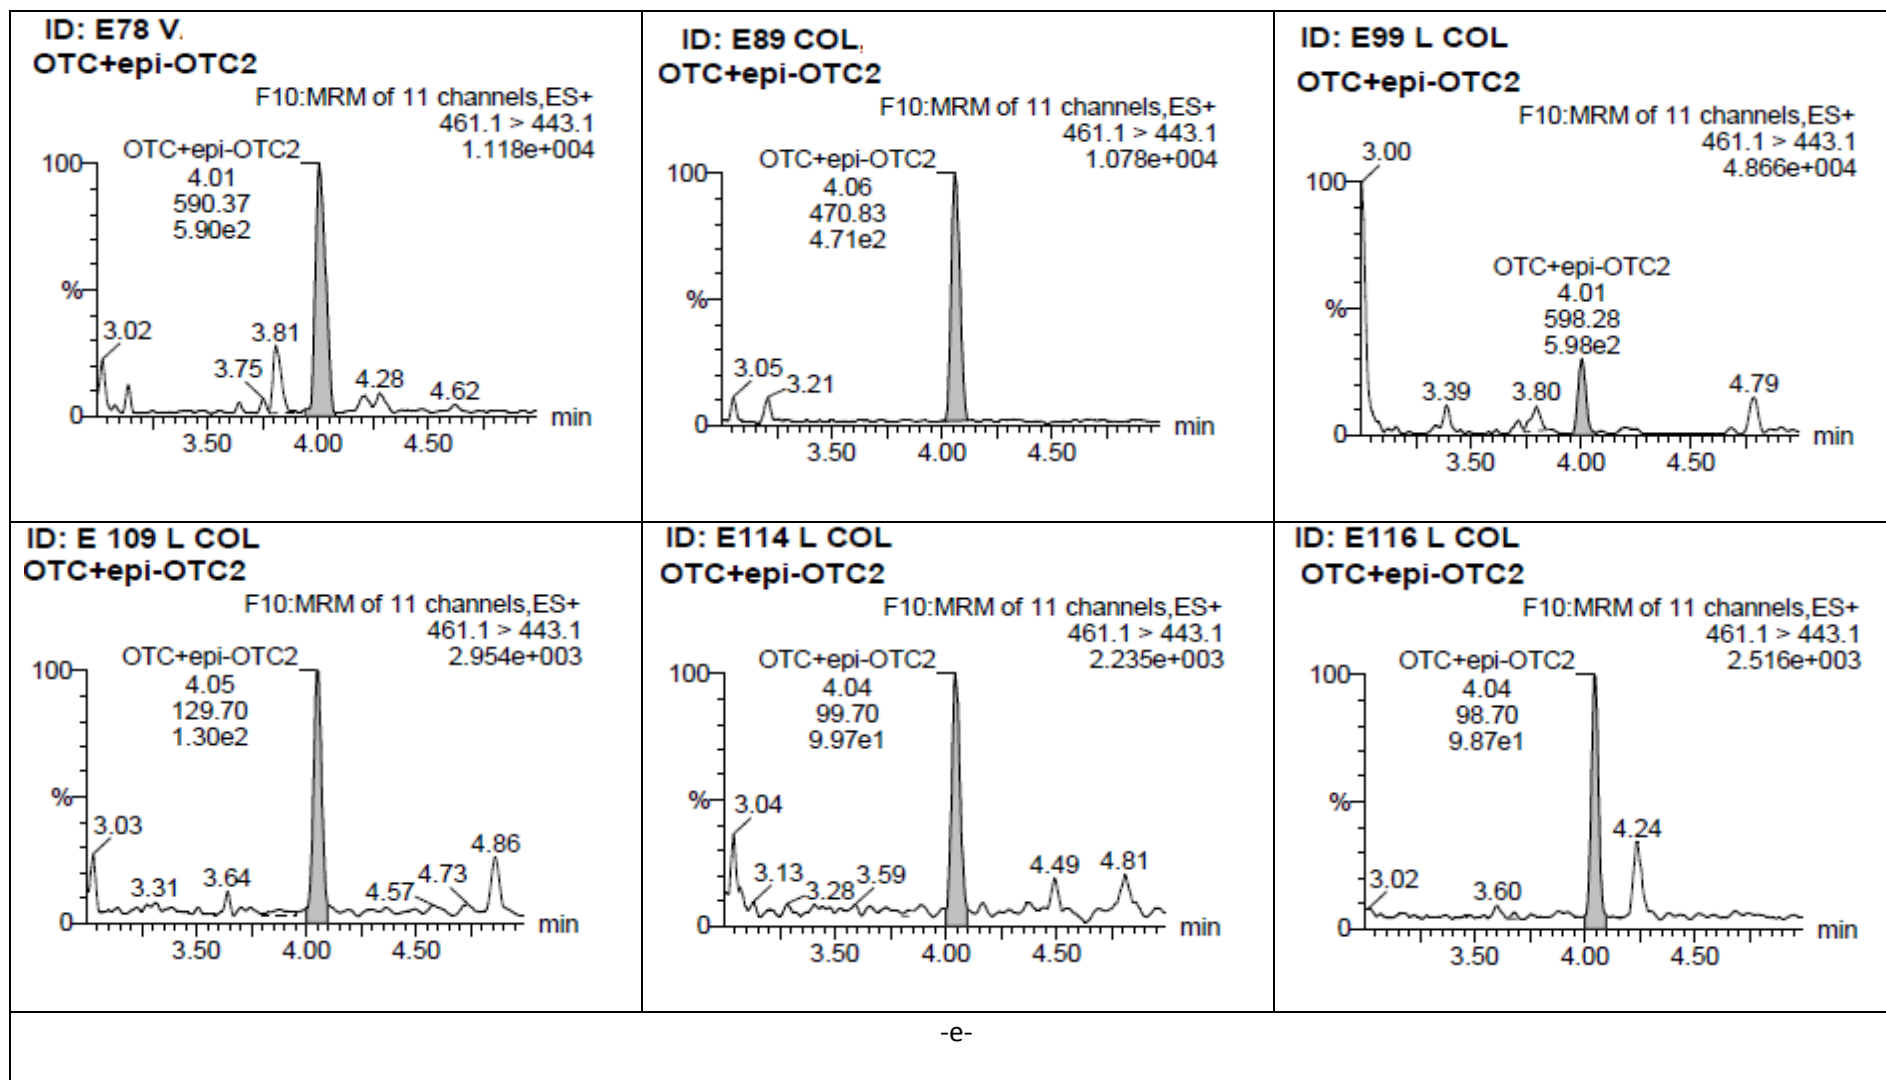 ID: E78 V.
OTC+epi-OTC2
F10:MRM of 11 channels,ES+
461.1 > 443.1
1.118e+004
OTC+epi-OTC2
4.01
590.37
5.90e2
100
%
0
3.02
3.75
3.81
4.28
4.62
3.50
4.00
4.50
min
ID: E89 COL,
OTC+epi-OTC2
F10:MRM of 11 channels,ES+
461.1 > 443.1
1.078e+004
OTC+epi-OTC2
4.06
470.83
4.71e2
100
%
0
3.05
3.21
3.50
4.00
4.50
min
ID: E99 L COL
OTC+epi-OTC2
F10:MRM of 11 channels,ES+
461.1 > 443.1
4.866e+004
3.00
100
OTC+epi-OTC2
4.01
598.28
5.98e2
%
0
3.39
3.80
4.79
3.50
4.00
4.50
min
ID: E 109 L COL
OTC+epi-OTC2
F10:MRM of 11 channels,ES+
461.1 > 443.1
2.954e+003
OTC+epi-OTC2
4.05
129.70
1.30e2
100
%
0
3.03
3.31
3.64
4.57
4.73
4.86
3.50
4.00
4.50
min
ID: E114 L COL
OTC+epi-OTC2
F10:MRM of 11 channels,ES+
461.1 > 443.1
2.235e+003
OTC+epi-OTC2
4.04
99.70
9.97e1
100
%
0
3.04
3.13
3.28
3.59
4.49
4.81
3.50
4.00
4.50
min
ID: E116 L COL
OTC+epi-OTC2
F10:MRM of 11 channels,ES+
461.1 > 443.1
2.516e+003
OTC+epi-OTC2
4.04
98.70
9.87e1
100
%
0
3.02
3.60
4.24
3.50
4.00
4.50
min
-e-